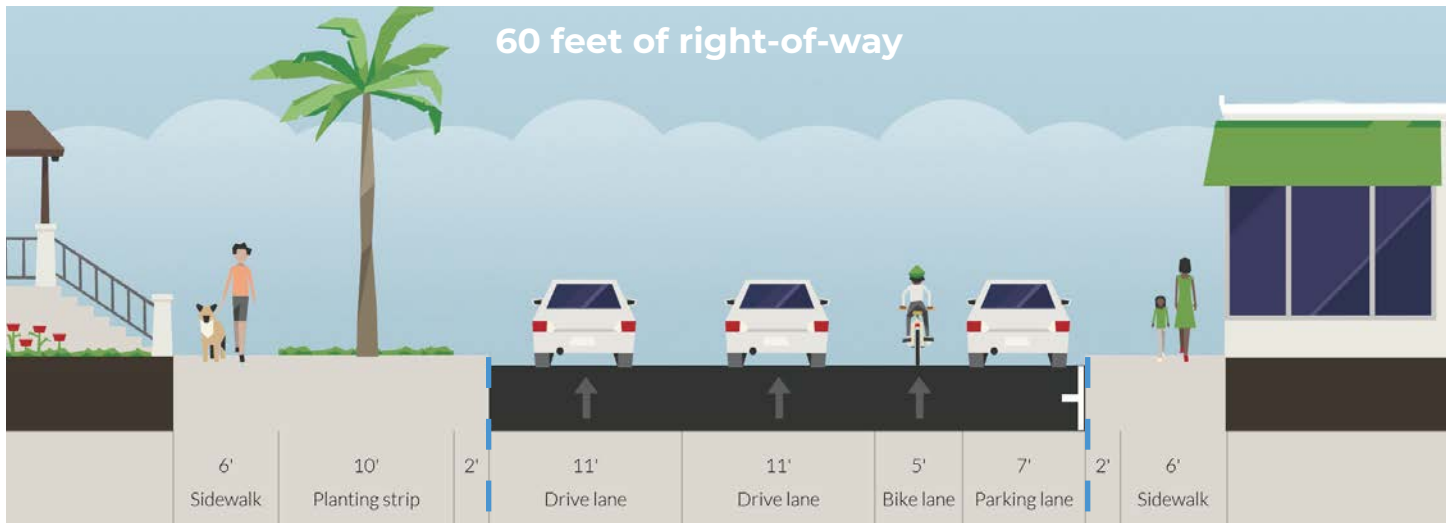 60 feet of right-of-way
6' 10' 2' 11' 11' 5' 7' 2' 6'
Sidewalk Planting strip Drive lane Drive lane Bike lane Parking lane Sidewalk